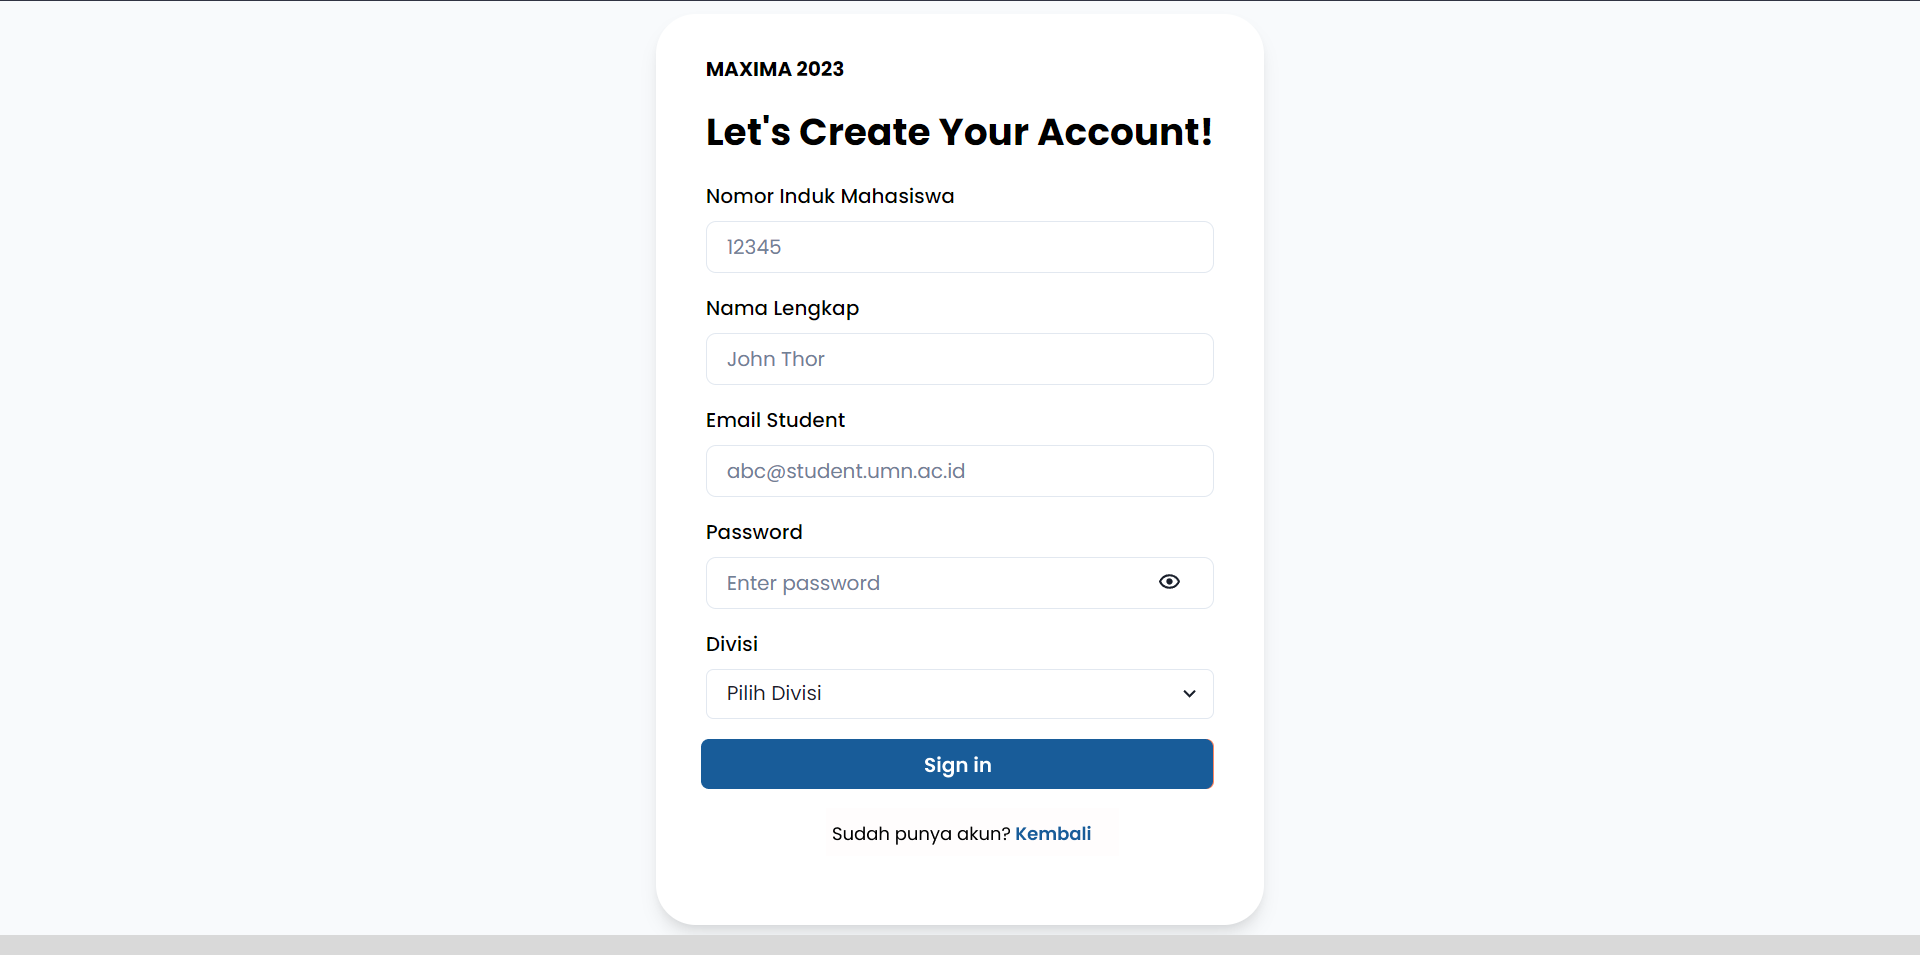 MAXIMA 2023
Let's Create Your Account!
Nomor Induk Mahasiswa
12345
Nama Lengkap
John Thor
Email Student
abc@student.umn.ac.id
Password
Enter password
Divisi
Pilih Divisi
Sign in
Sudah punya akun? Kembali